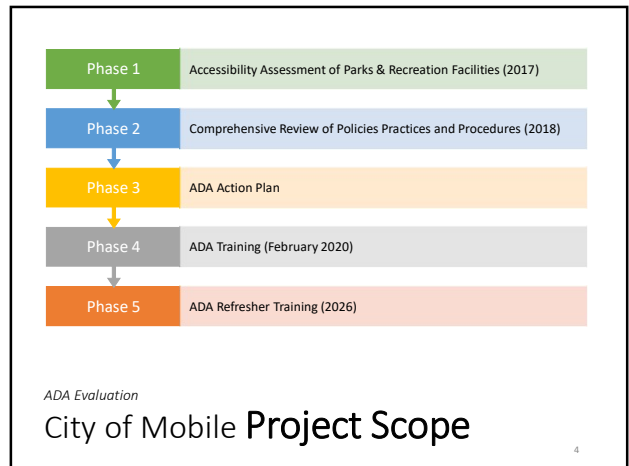 Phase 1
Accessibility Assessment of Parks & Recreation Facilities (2017)
Phase 2
Comprehensive Review of Policies Practices and Procedures (2018)
Phase 3
ADA Action Plan
Phase 4
ADA Training (February 2020)
Phase 5
ADA Refresher Training (2026)
ADA Evaluation
City of Mobile Project Scope
4